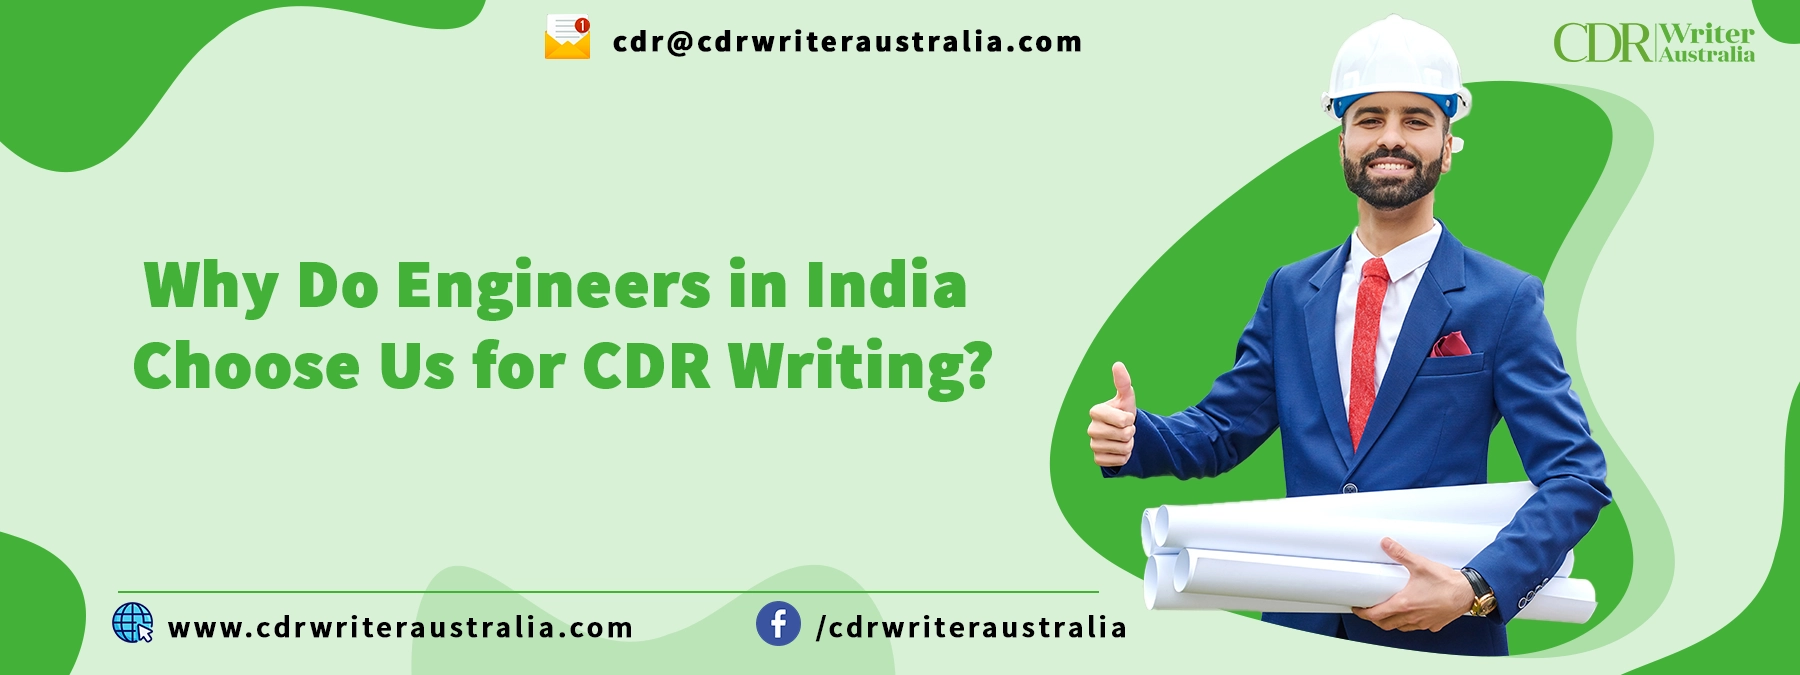 1
cdr@cdrwriteraustralia.com
CDR Writer
Australia
Why Do Engineers in India
Choose Us for CDR Writing?
www.cdrwriteraustralia.com
f
/cdrwriteraustralia